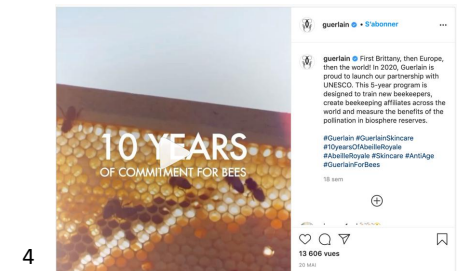 guerlain • S'abonner
guerlain First Brittany, then Europe,
then the world! In 2020, Guerlain is
proud to launch our partnership with
UNESCO. This 5-year program is
designed to train new beekeepers,
create beekeeping affiliates across the
world and measure the benefits of the
pollination in biosphere reserves.
#Guerlain #GuerlainSkincare
#10yearsOfAbeilleRoyale
#AbeilleRoyale #Skincare #AntiAge
#GuerlainForBees
18 sem
10 YEARS
OF COMMITMENT FOR BEES
13 606 vues
20 MAI
4